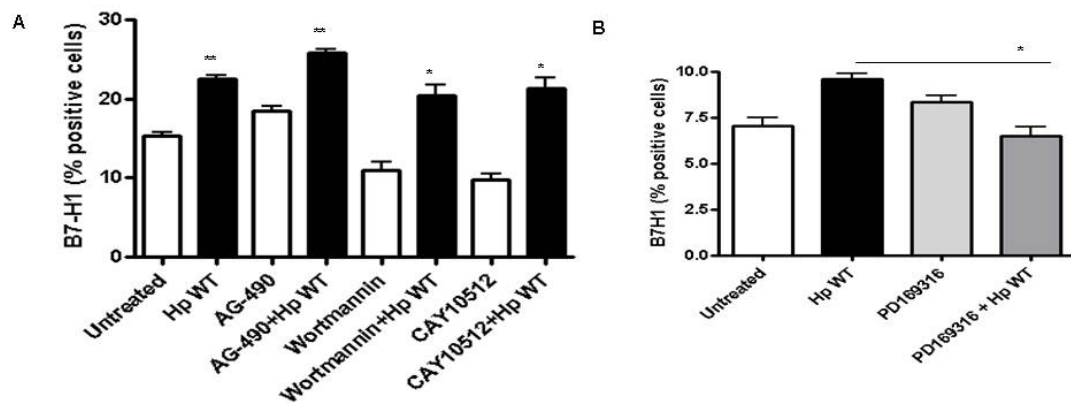 A
B7-H1 (% positive cells)
30
20
10
0
**
**
*
*
Untreated
Hp WT
AG-490
AG-490+Hp WT
Wortmannin
Wortmannin+Hp WT
CAY10512
CAY10512+Hp WT
B
B7H1 (% positive cells)
10.0
7.5
5.0
2.5
0.0
*
Untreated
Hp WT
PD169316
PD169316 + Hp WT